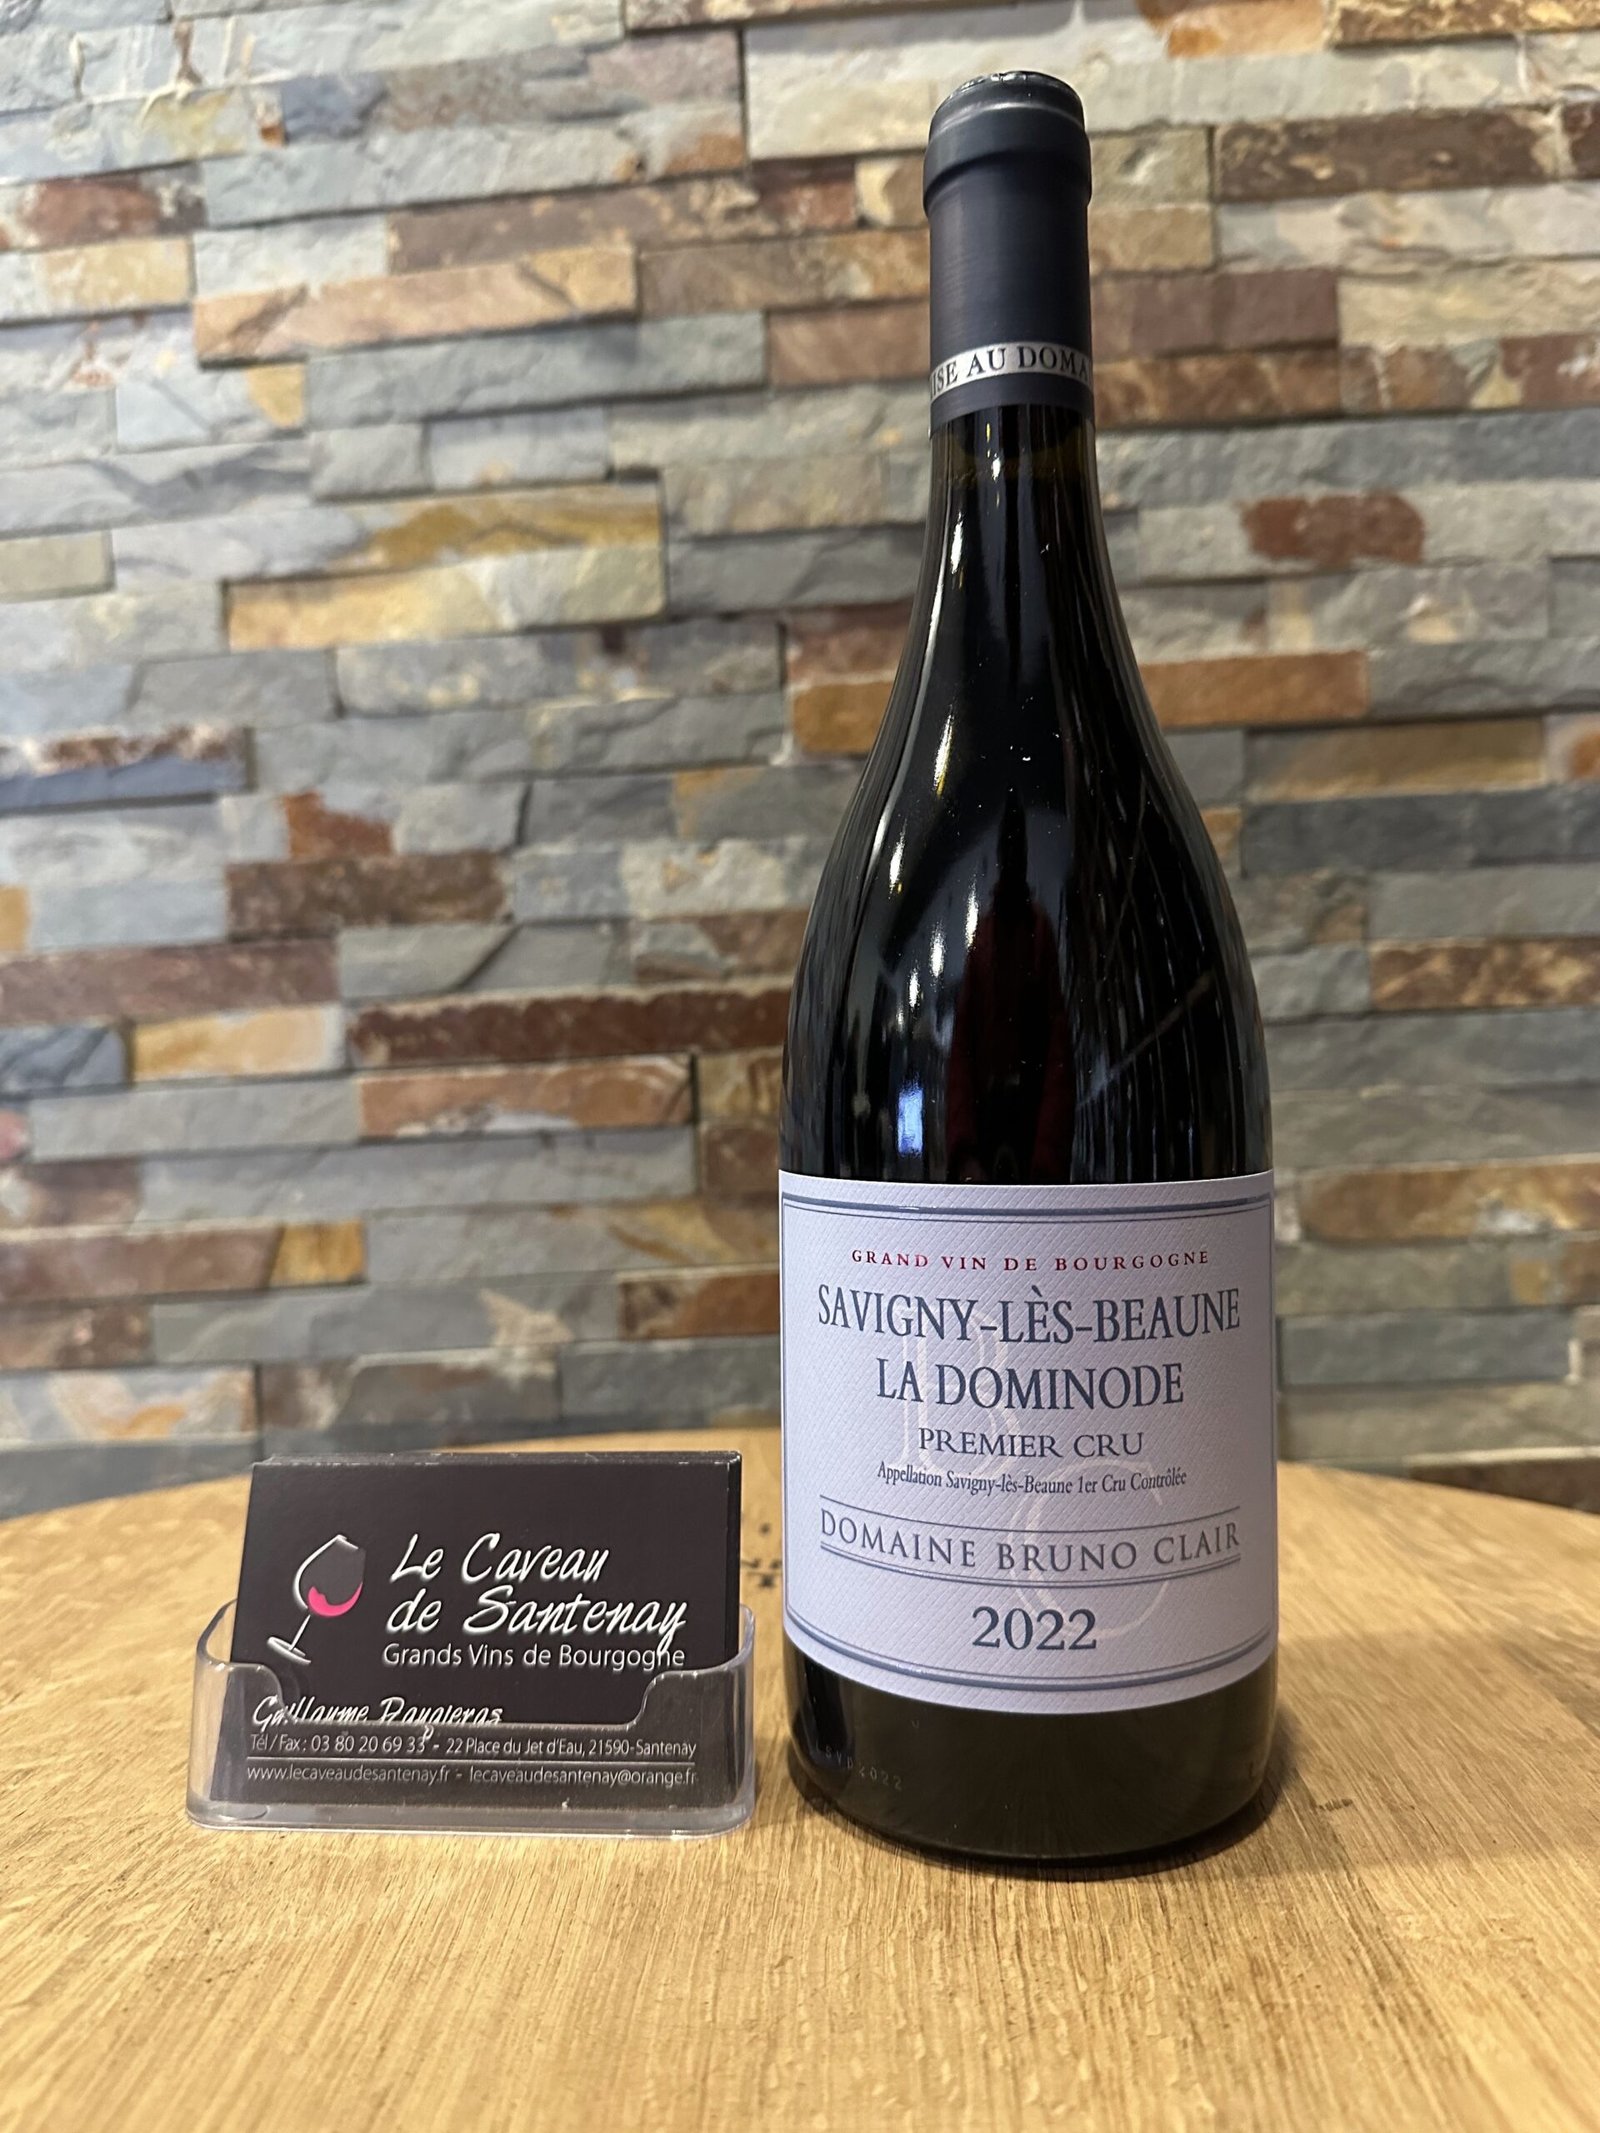 ISE AU DOMA
GRAND VIN DE BOURGOGNE
SAVIGNY-LÈS-BEAUNE
LA DOMINODE
PREMIER CRU
Appellation Savigny-lès-Beaune 1er Cru Contrôlée
DOMAINE BRUNO CLAIR
2022
Le Caveau
de Santenay
Grands Vins de Bourgogne
Guillaume
Tél / Fax : 03 80 20 69 33 - 22 Place du Jet d'Eau, 21590-Santenay
www.lecaveaudesantenay.fr - lecaveaudesantenay@orange.fr